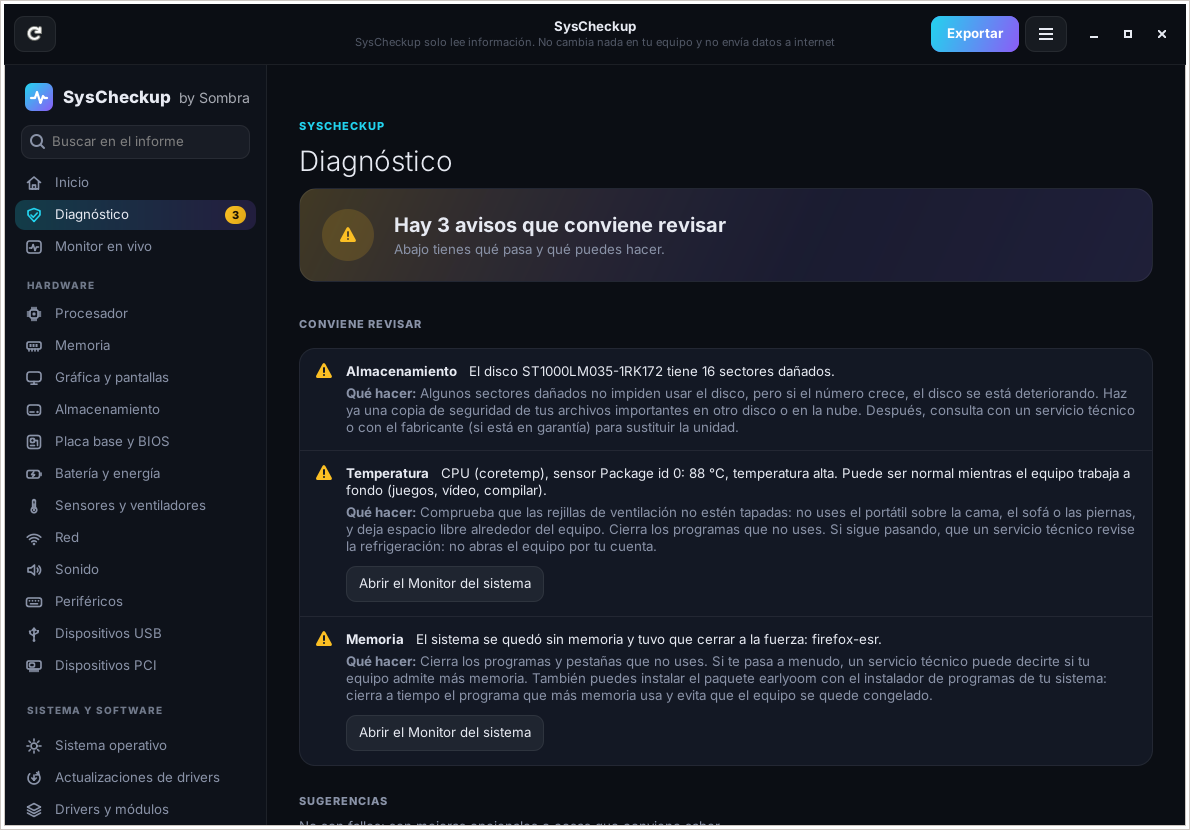 SysCheckup
SysCheckup solo lee información. No cambia nada en tu equipo y no envía datos a internet
Exportar
SysCheckup by Sombra
Buscar en el informe
Inicio
Diagnóstico 3
Monitor en vivo
HARDWARE
Procesador
Memoria
Gráfica y pantallas
Almacenamiento
Placa base y BIOS
Batería y energía
Sensores y ventiladores
Red
Sonido
Periféricos
Dispositivos USB
Dispositivos PCI
SISTEMA Y SOFTWARE
Sistema operativo
Actualizaciones de drivers
Drivers y módulos
SYSCHECKUP
Diagnóstico
Hay 3 avisos que conviene revisar
Abajo tienes qué pasa y qué puedes hacer.
CONVIENE REVISAR
Almacenamiento El disco ST1000LM035-1RK172 tiene 16 sectores dañados.
Qué hacer: Algunos sectores dañados no impiden usar el disco, pero si el número crece, el disco se está deteriorando. Haz
ya una copia de seguridad de tus archivos importantes en otro disco o en la nube. Después, consulta con un servicio técnico
o con el fabricante (si está en garantía) para sustituir la unidad.
Temperatura CPU (coretemp), sensor Package id 0: 88 °C, temperatura alta. Puede ser normal mientras el equipo trabaja a
fondo (juegos, vídeo, compilar).
Qué hacer: Comprueba que las rejillas de ventilación no estén tapadas: no uses el portátil sobre la cama, el sofá o las piernas,
y deja espacio libre alrededor del equipo. Cierra los programas que no uses. Si sigue pasando, que un servicio técnico revise
la refrigeración: no abras el equipo por tu cuenta.
Abrir el Monitor del sistema
Memoria El sistema se quedó sin memoria y tuvo que cerrar a la fuerza: firefox-esr.
Qué hacer: Cierra los programas y pestañas que no uses. Si te pasa a menudo, un servicio técnico puede decirte si tu
equipo admite más memoria. También puedes instalar el paquete earlyoom con el instalador de programas de tu sistema:
cierra a tiempo el programa que más memoria usa y evita que el equipo se quede congelado.
Abrir el Monitor del sistema
SUGERENCIAS
No son fallos: son mejoras opcionales o cosas que conviene saber.